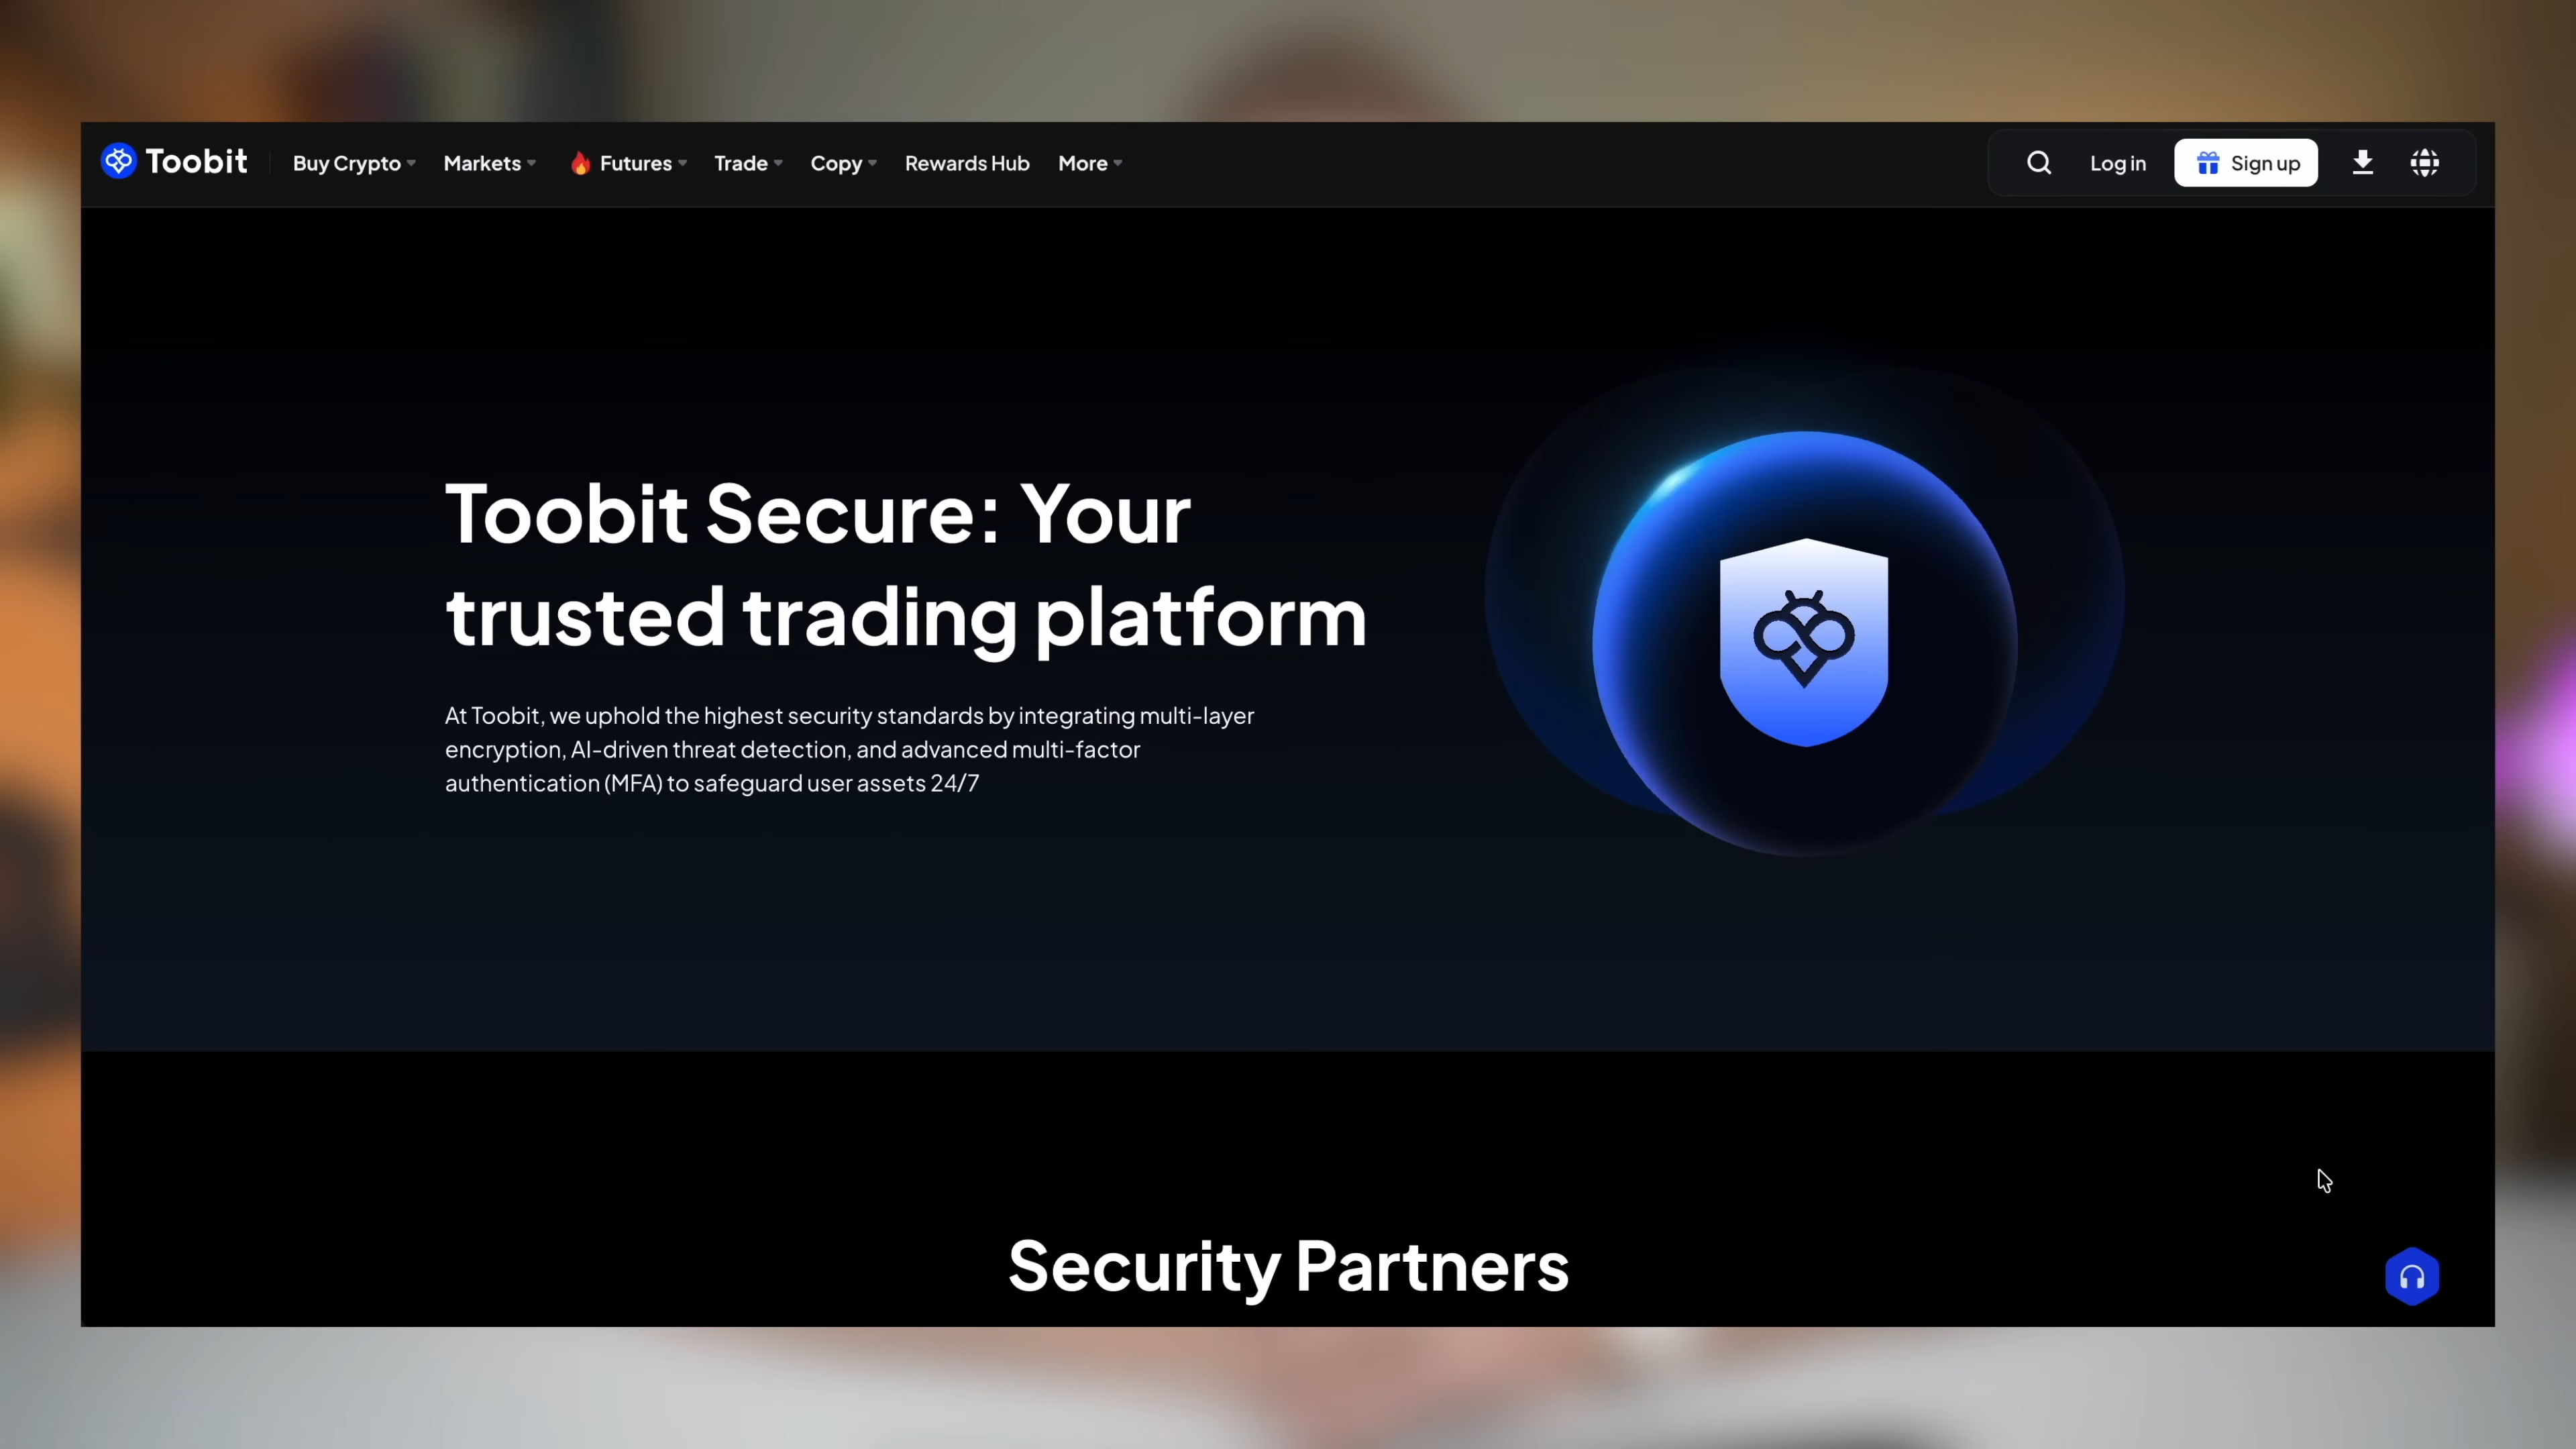 Toobit
Buy Crypto
Markets
Futures
Trade
Copy
Rewards Hub
More
Log in
Sign up
Toobit Secure: Your
trusted trading platform
At Toobit, we uphold the highest security standards by integrating multi-layer
encryption, AI-driven threat detection, and advanced multi-factor
authentication (MFA) to safeguard user assets 24/7
Security Partners